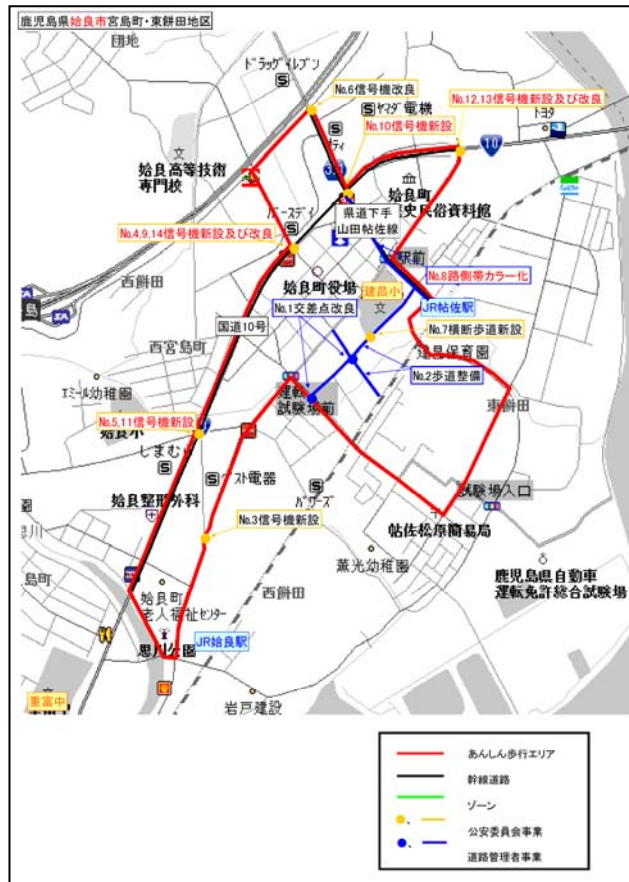 鹿児島県姶良市宮島町・東餅田地区
団地
ドラッグイレブン
No.6信号機改良
ヤマダ電機
No.12,13信号機新設及び改良
トヨタ
No.10信号機新設
10
姶良高等技術
専門校
姶良町
歴史民俗資料館
県道下手
山田帖佐線
バースデイ
No.4,9,14信号機新設及び改良
駅前
No.8路側帯カラー化
西餅田
姶良町役場
建昌小
JR帖佐駅
No.1交差点改良
国道10号
No.7横断歩道新設
西宮島町
建昌保育園
No.2歩道整備
エミール幼稚園
運転
試験場前
東餅田
No.5,11信号機新設
姶良小
しまむら
ベスト電器
試験場入口
姶良整形外科
パワーズ
帖佐松原簡易局
No.3信号機新設
薫光幼稚園
鹿児島県自動車
運転免許総合試験場
島町
姶良町
老人福祉センター
西餅田
思川公園
JR姶良駅
重富中
岩戸建設
あんしん歩行エリア
幹線道路
ゾーン
公安委員会事業
道路管理者事業